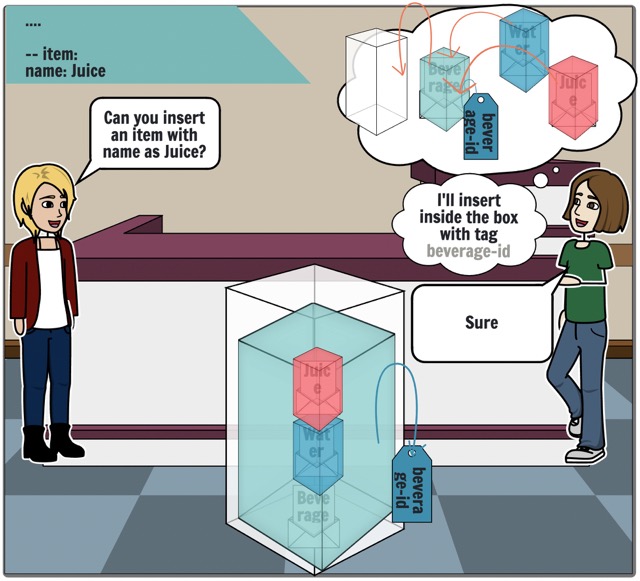 ....
-- item:
name: Juice
Can you insert
an item with
name as Juice?
Wat
er
Beve
rage
Juic
e
bever
age-id
I'll insert
inside the box
with tag
beverage-id
Sure
Juic
e
Wat
er
Beve
rage
bevera
ge-id